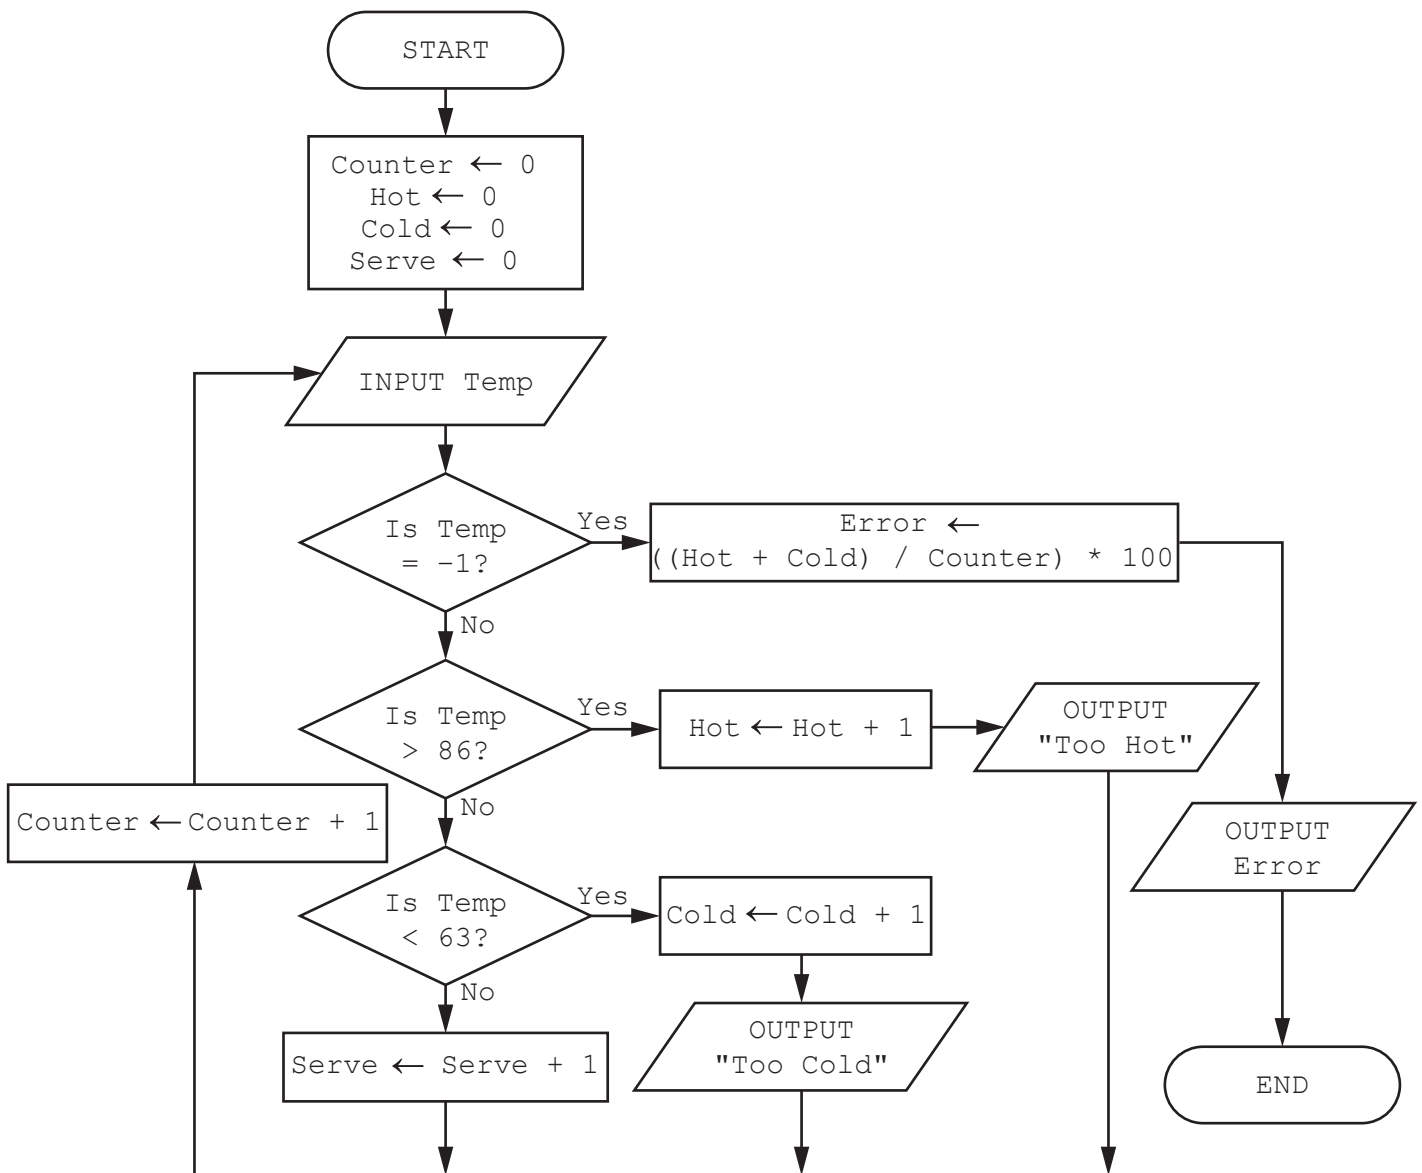 START
Counter ← 0
Hot ← 0
Cold ← 0
Serve ← 0
INPUT Temp
Is Temp
= –1?
Yes
Error ←
((Hot + Cold) / Counter) * 100
No
Is Temp
> 86?
Yes
Hot ← Hot + 1
OUTPUT
"Too Hot"
No
Counter ← Counter + 1
OUTPUT
Error
Is Temp
< 63?
Yes
Cold ← Cold + 1
No
OUTPUT
"Too Cold"
Serve ← Serve + 1
END